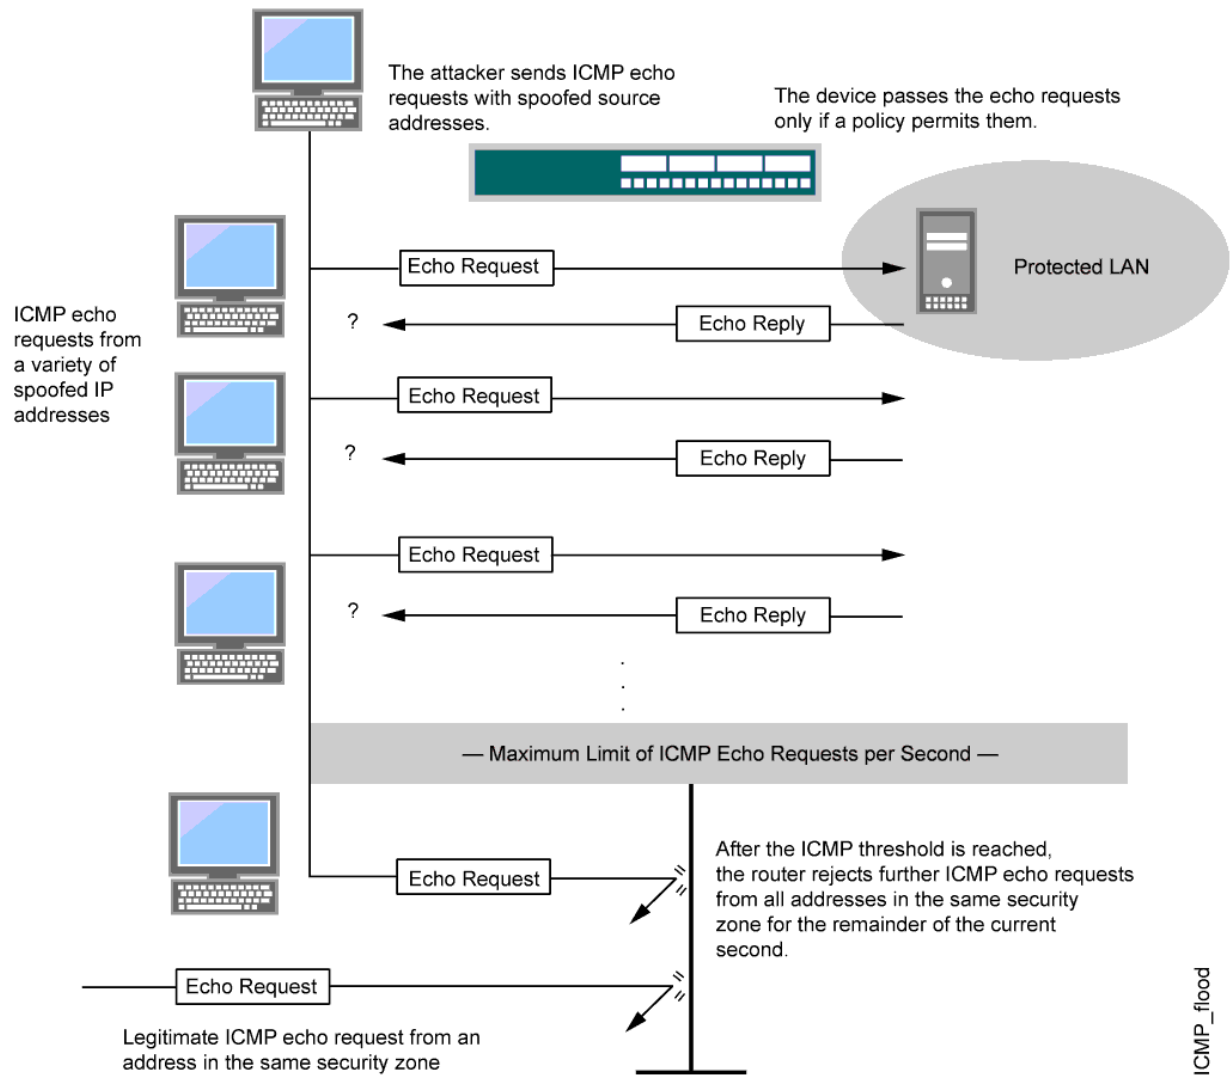 The attacker sends ICMP echo
requests with spoofed source
addresses.
The device passes the echo requests
only if a policy permits them.
Echo Request
Protected LAN
ICMP echo
requests from
a variety of
spoofed IP
addresses
?
Echo Reply
Echo Request
?
Echo Reply
Echo Request
?
Echo Reply
— Maximum Limit of ICMP Echo Requests per Second —
After the ICMP threshold is reached,
the router rejects further ICMP echo requests
from all addresses in the same security
zone for the remainder of the current
second.
Echo Request
Echo Request
Legitimate ICMP echo request from an
address in the same security zone
ICMP_flood